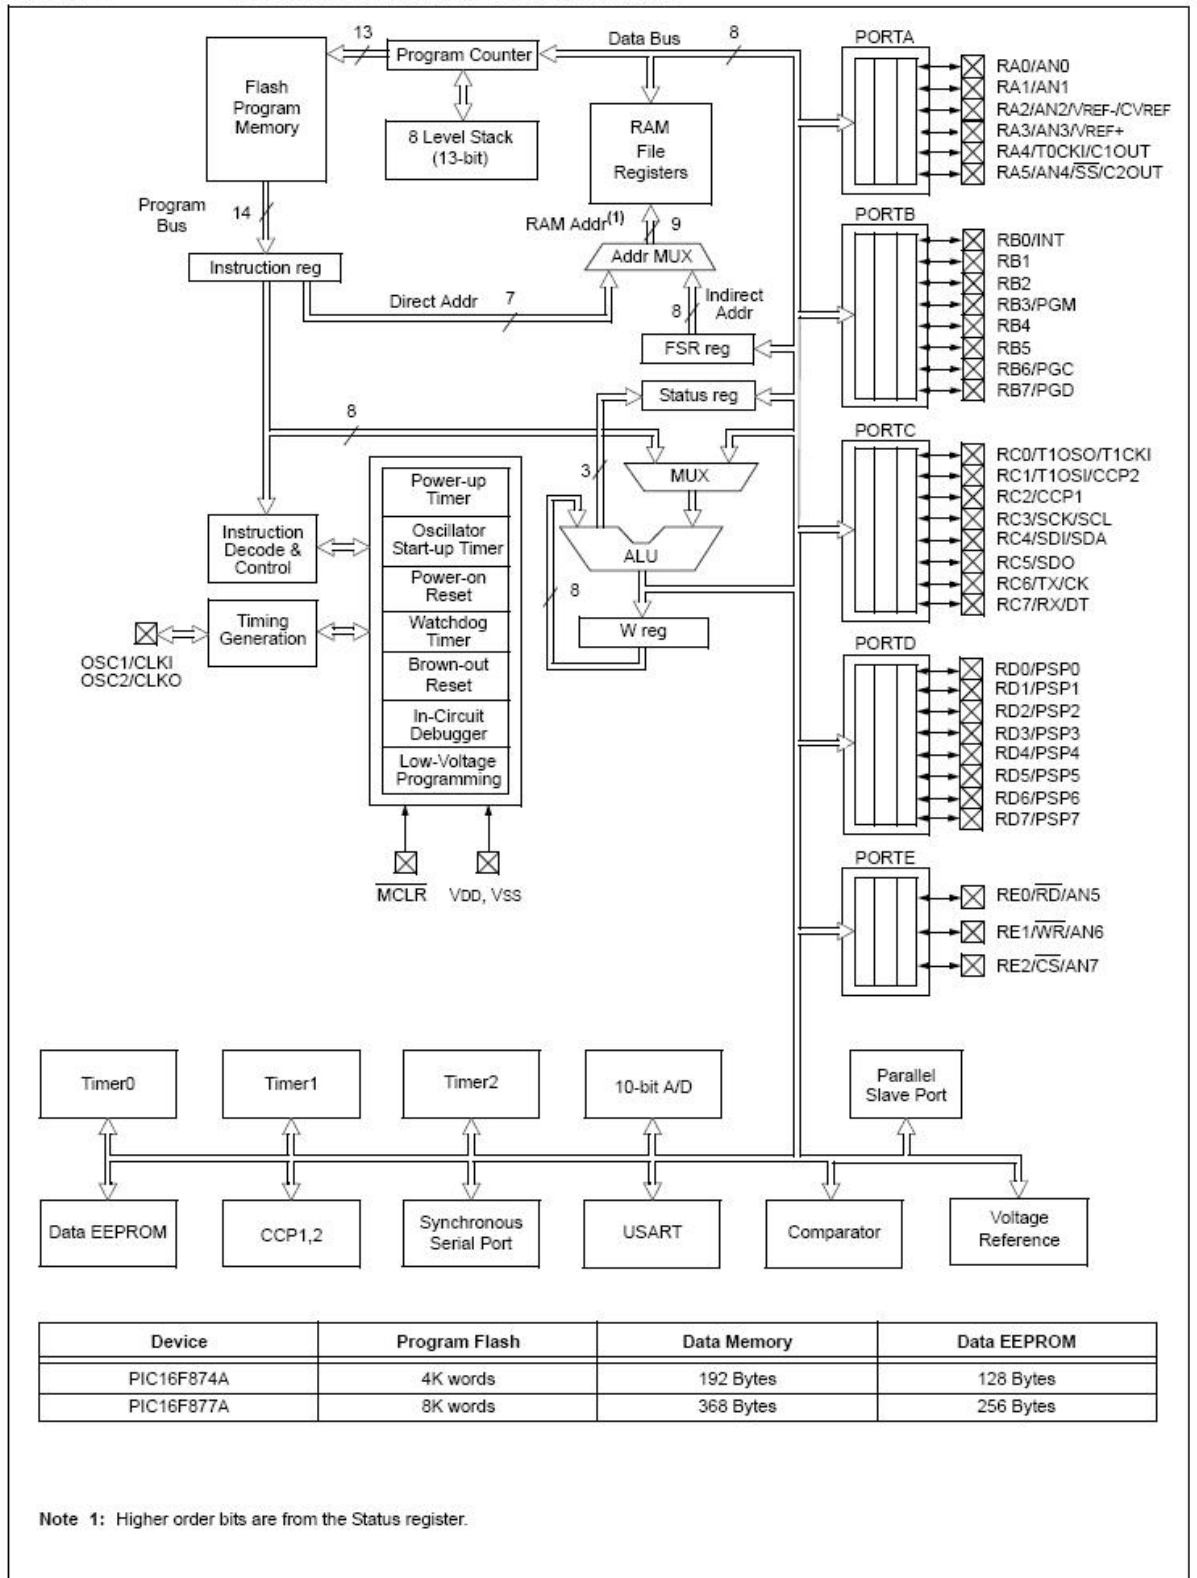 13
Data Bus
8
Program Counter
Flash
Program
Memory
8 Level Stack
(13-bit)
RAM
File
Registers
Program
Bus
14
RAM Addr(1)
9
Addr MUX
Instruction reg
Direct Addr
7
8
Indirect
Addr
FSR reg
Status reg
8
3
MUX
ALU
8
W reg
Power-up
Timer
Oscillator
Start-up Timer
Power-on
Reset
Watchdog
Timer
Brown-out
Reset
In-Circuit
Debugger
Low-Voltage
Programming
Instruction
Decode &
Control
Timing
Generation
OSC1/CLKI
OSC2/CLKO
MCLR
VDD, VSS
PORTA
RA0/AN0
RA1/AN1
RA2/AN2/VREF-/CVREF
RA3/AN3/VREF+
RA4/T0CKI/C1OUT
RA5/AN4/SS/C2OUT
PORTB
RB0/INT
RB1
RB2
RB3/PGM
RB4
RB5
RB6/PGC
RB7/PGD
PORTC
RC0/T1OSO/T1CKI
RC1/T1OSI/CCP2
RC2/CCP1
RC3/SCK/SCL
RC4/SDI/SDA
RC5/SDO
RC6/TX/CK
RC7/RX/DT
PORTD
RD0/PSP0
RD1/PSP1
RD2/PSP2
RD3/PSP3
RD4/PSP4
RD5/PSP5
RD6/PSP6
RD7/PSP7
PORTE
RE0/RD/AN5
RE1/WR/AN6
RE2/CS/AN7
Timer0
Timer1
Timer2
10-bit A/D
Parallel
Slave Port
Data EEPROM
CCP1,2
Synchronous
Serial Port
USART
Comparator
Voltage
Reference
Device Program Flash Data Memory Data EEPROM
PIC16F874A 4K words 192 Bytes 128 Bytes
PIC16F877A 8K words 368 Bytes 256 Bytes
Note 1: Higher order bits are from the Status register.